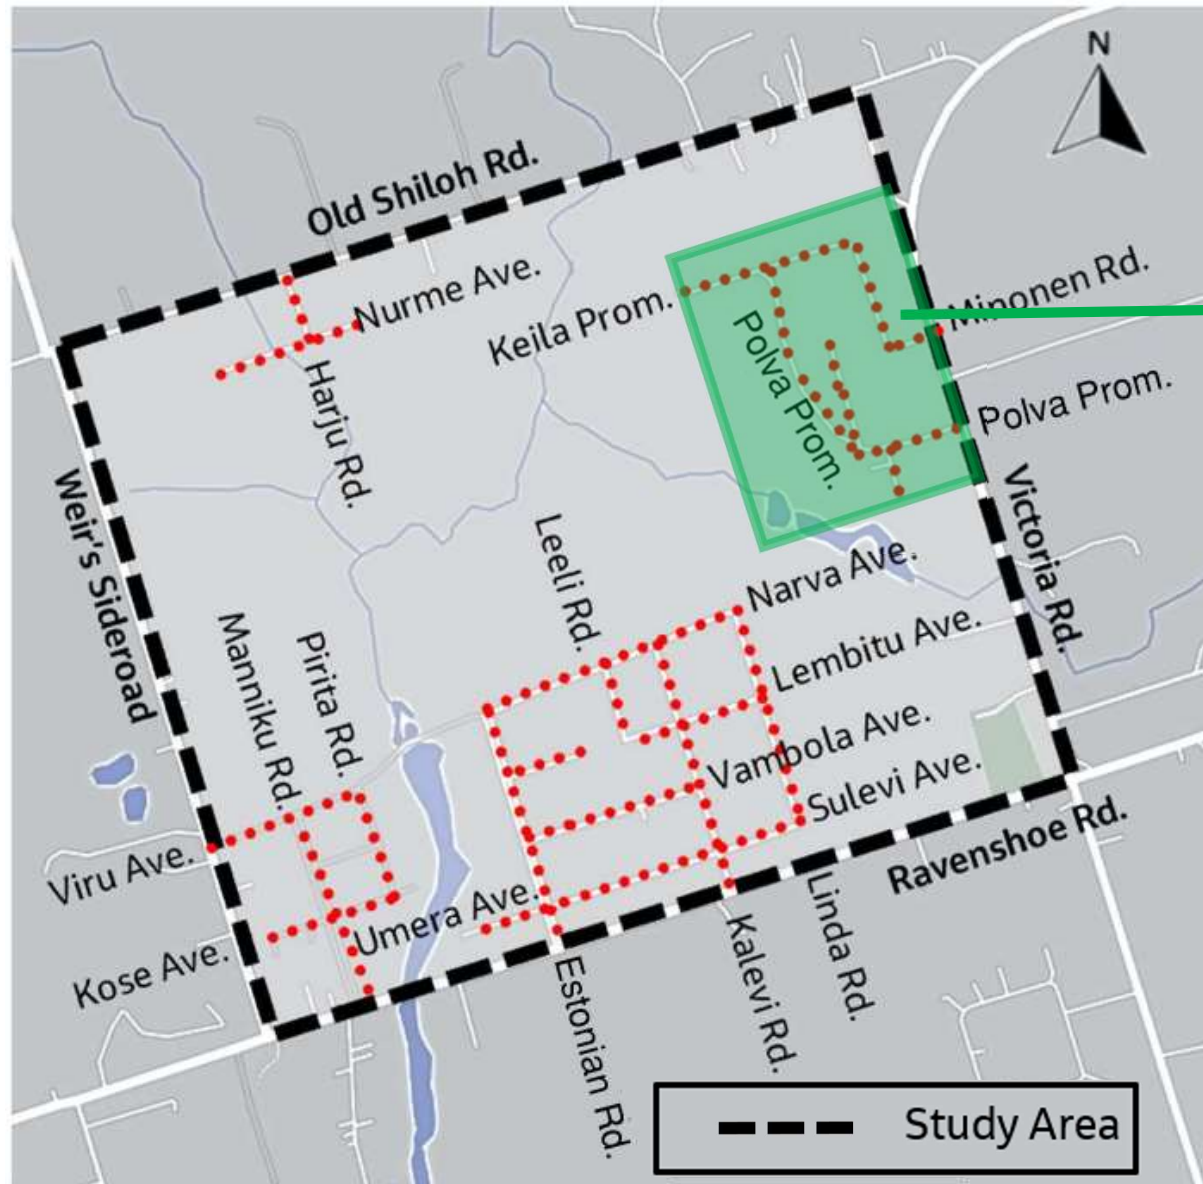 N
Old Shiloh Rd.
Nurme Ave.
Keila Prom.
Minonen Rd.
Polva Prom.
Polva Prom.
Harju Rd.
Weir's Sideroad
Victoria Rd.
Leeli Rd.
Narva Ave.
Lembitu Ave.
Manniku Rd.
Pirita Rd.
Vambola Ave.
Sulevi Ave.
Viru Ave.
Ravenshoe Rd.
Umera Ave.
Kose Ave.
Linda Rd.
Kalevi Rd.
Estonian Rd.
Study Area